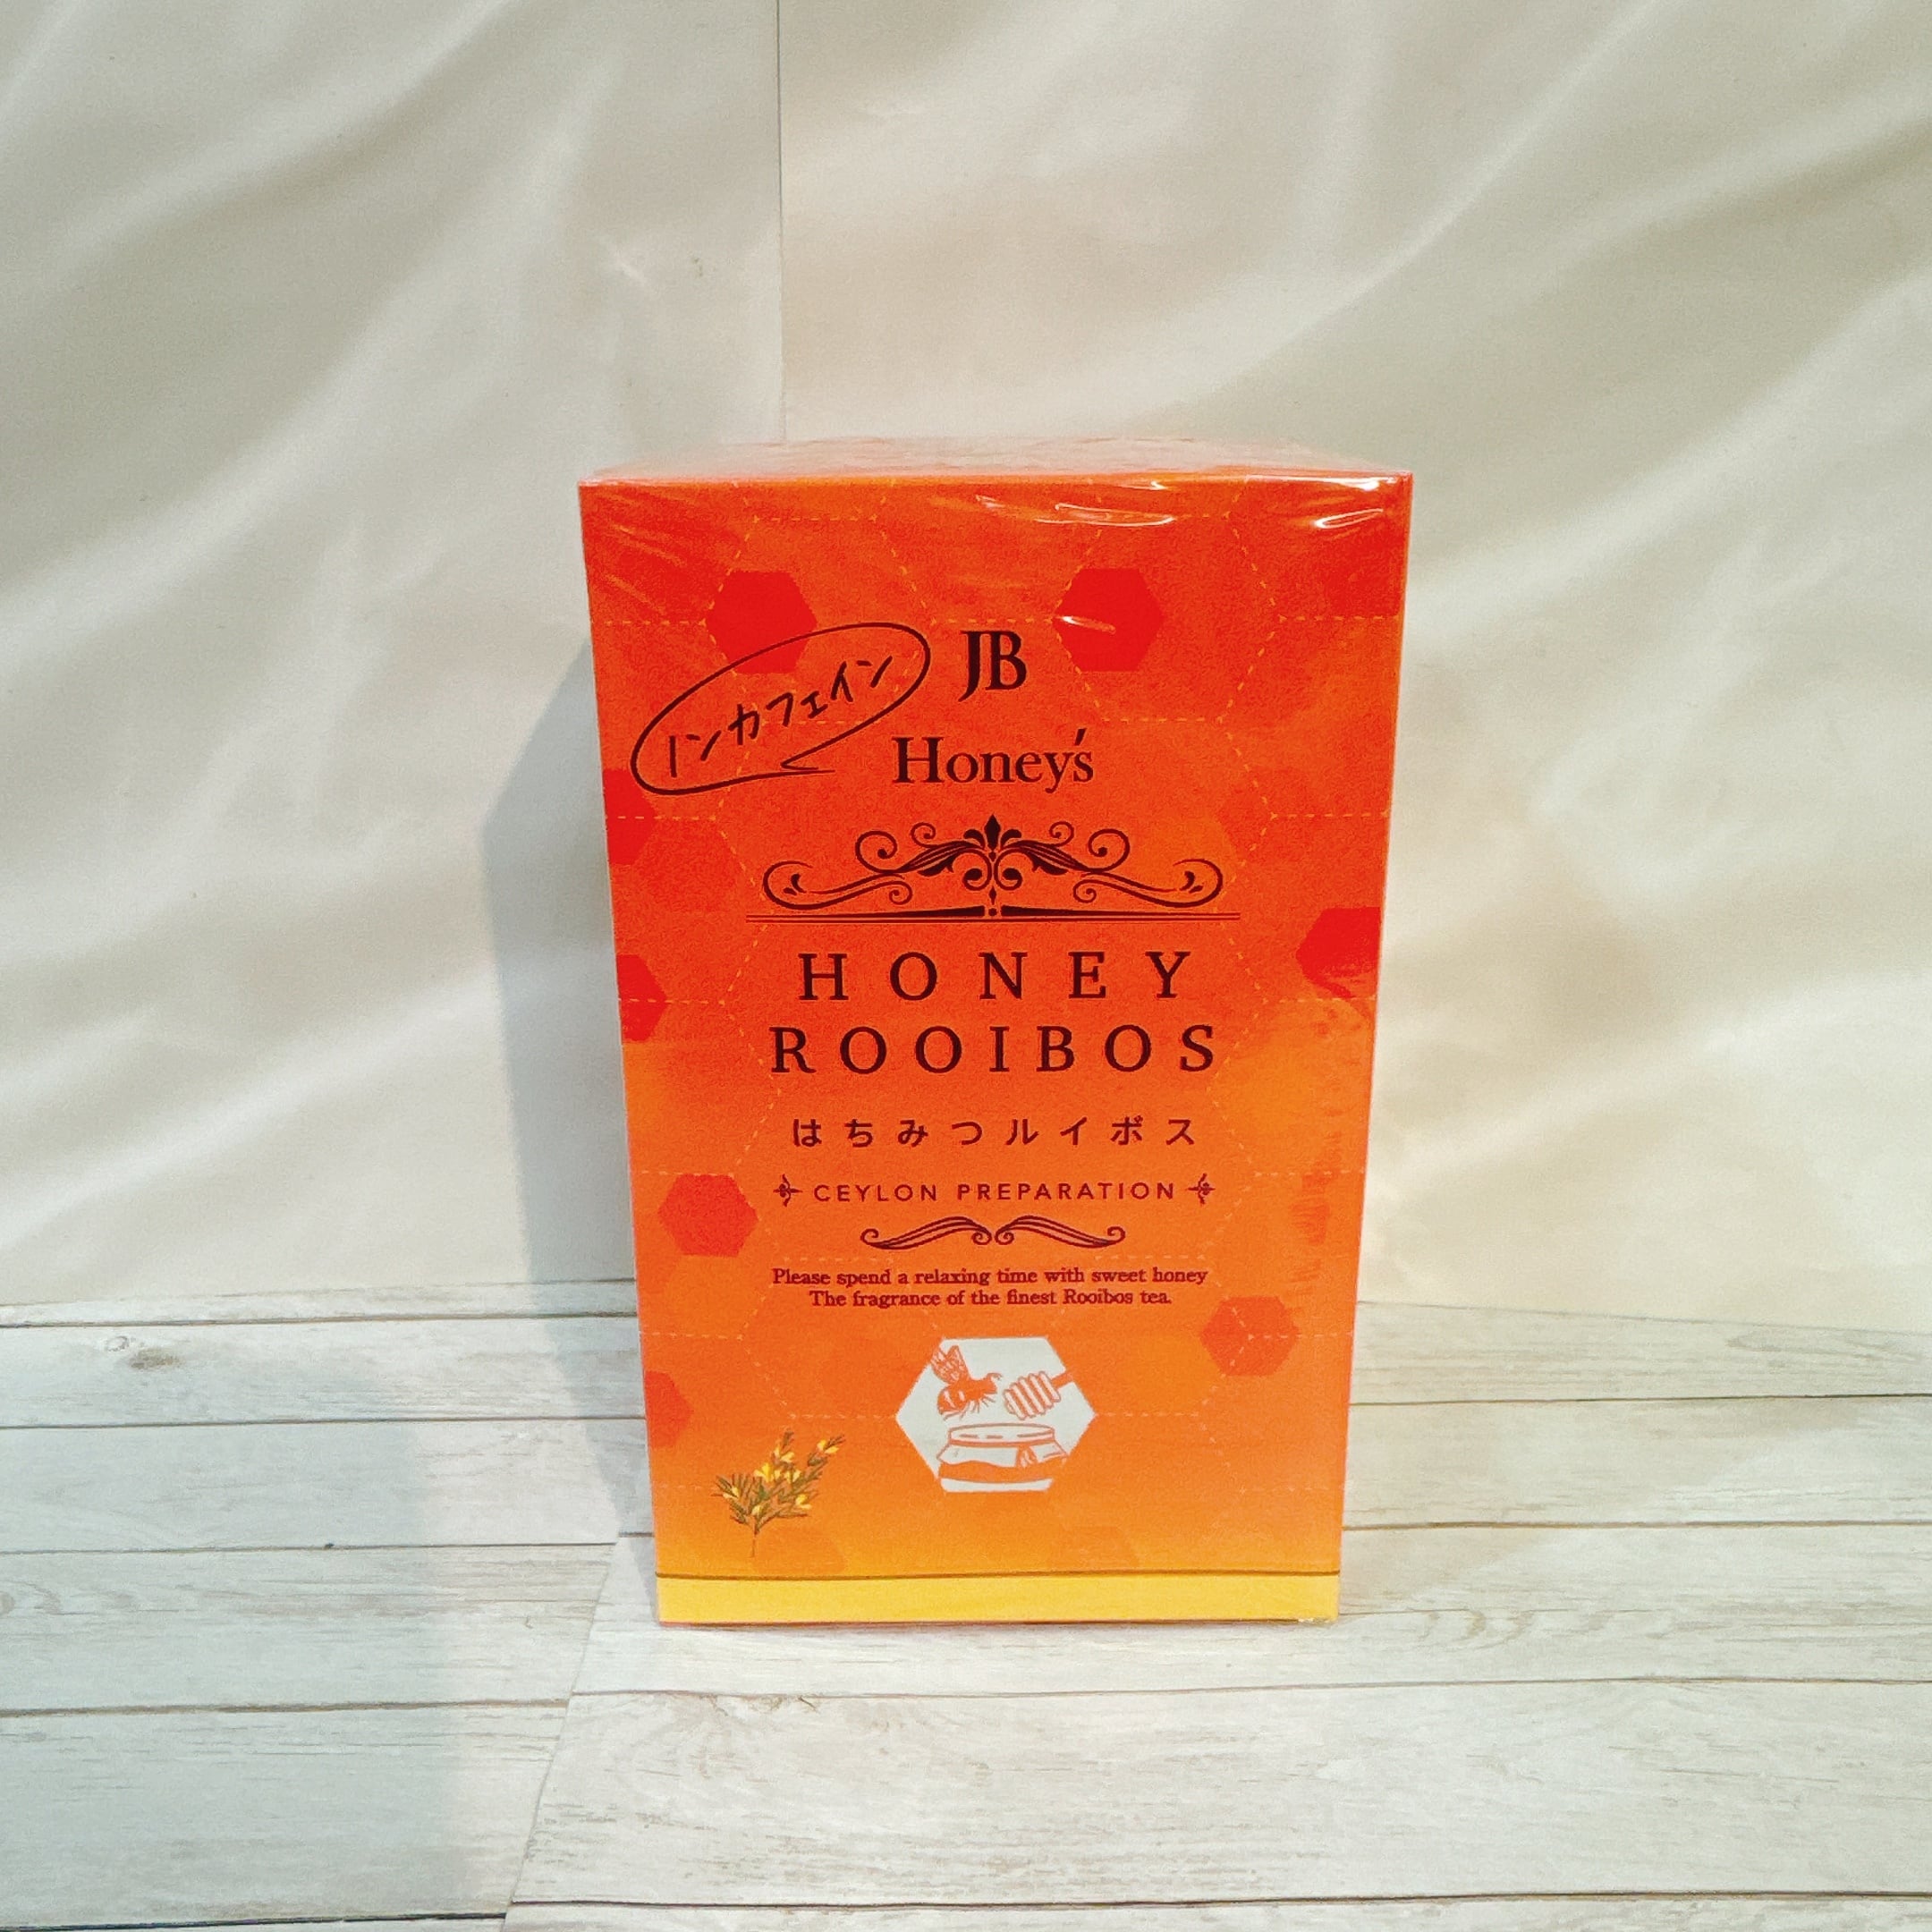 ノンカフェイン
JB
Honey's
HONEY
ROOIBOS
はちみつルイボス
CEYLON PREPARATION
Please spend a relaxing time with sweet honey
The fragrance of the finest Rooibos tea.